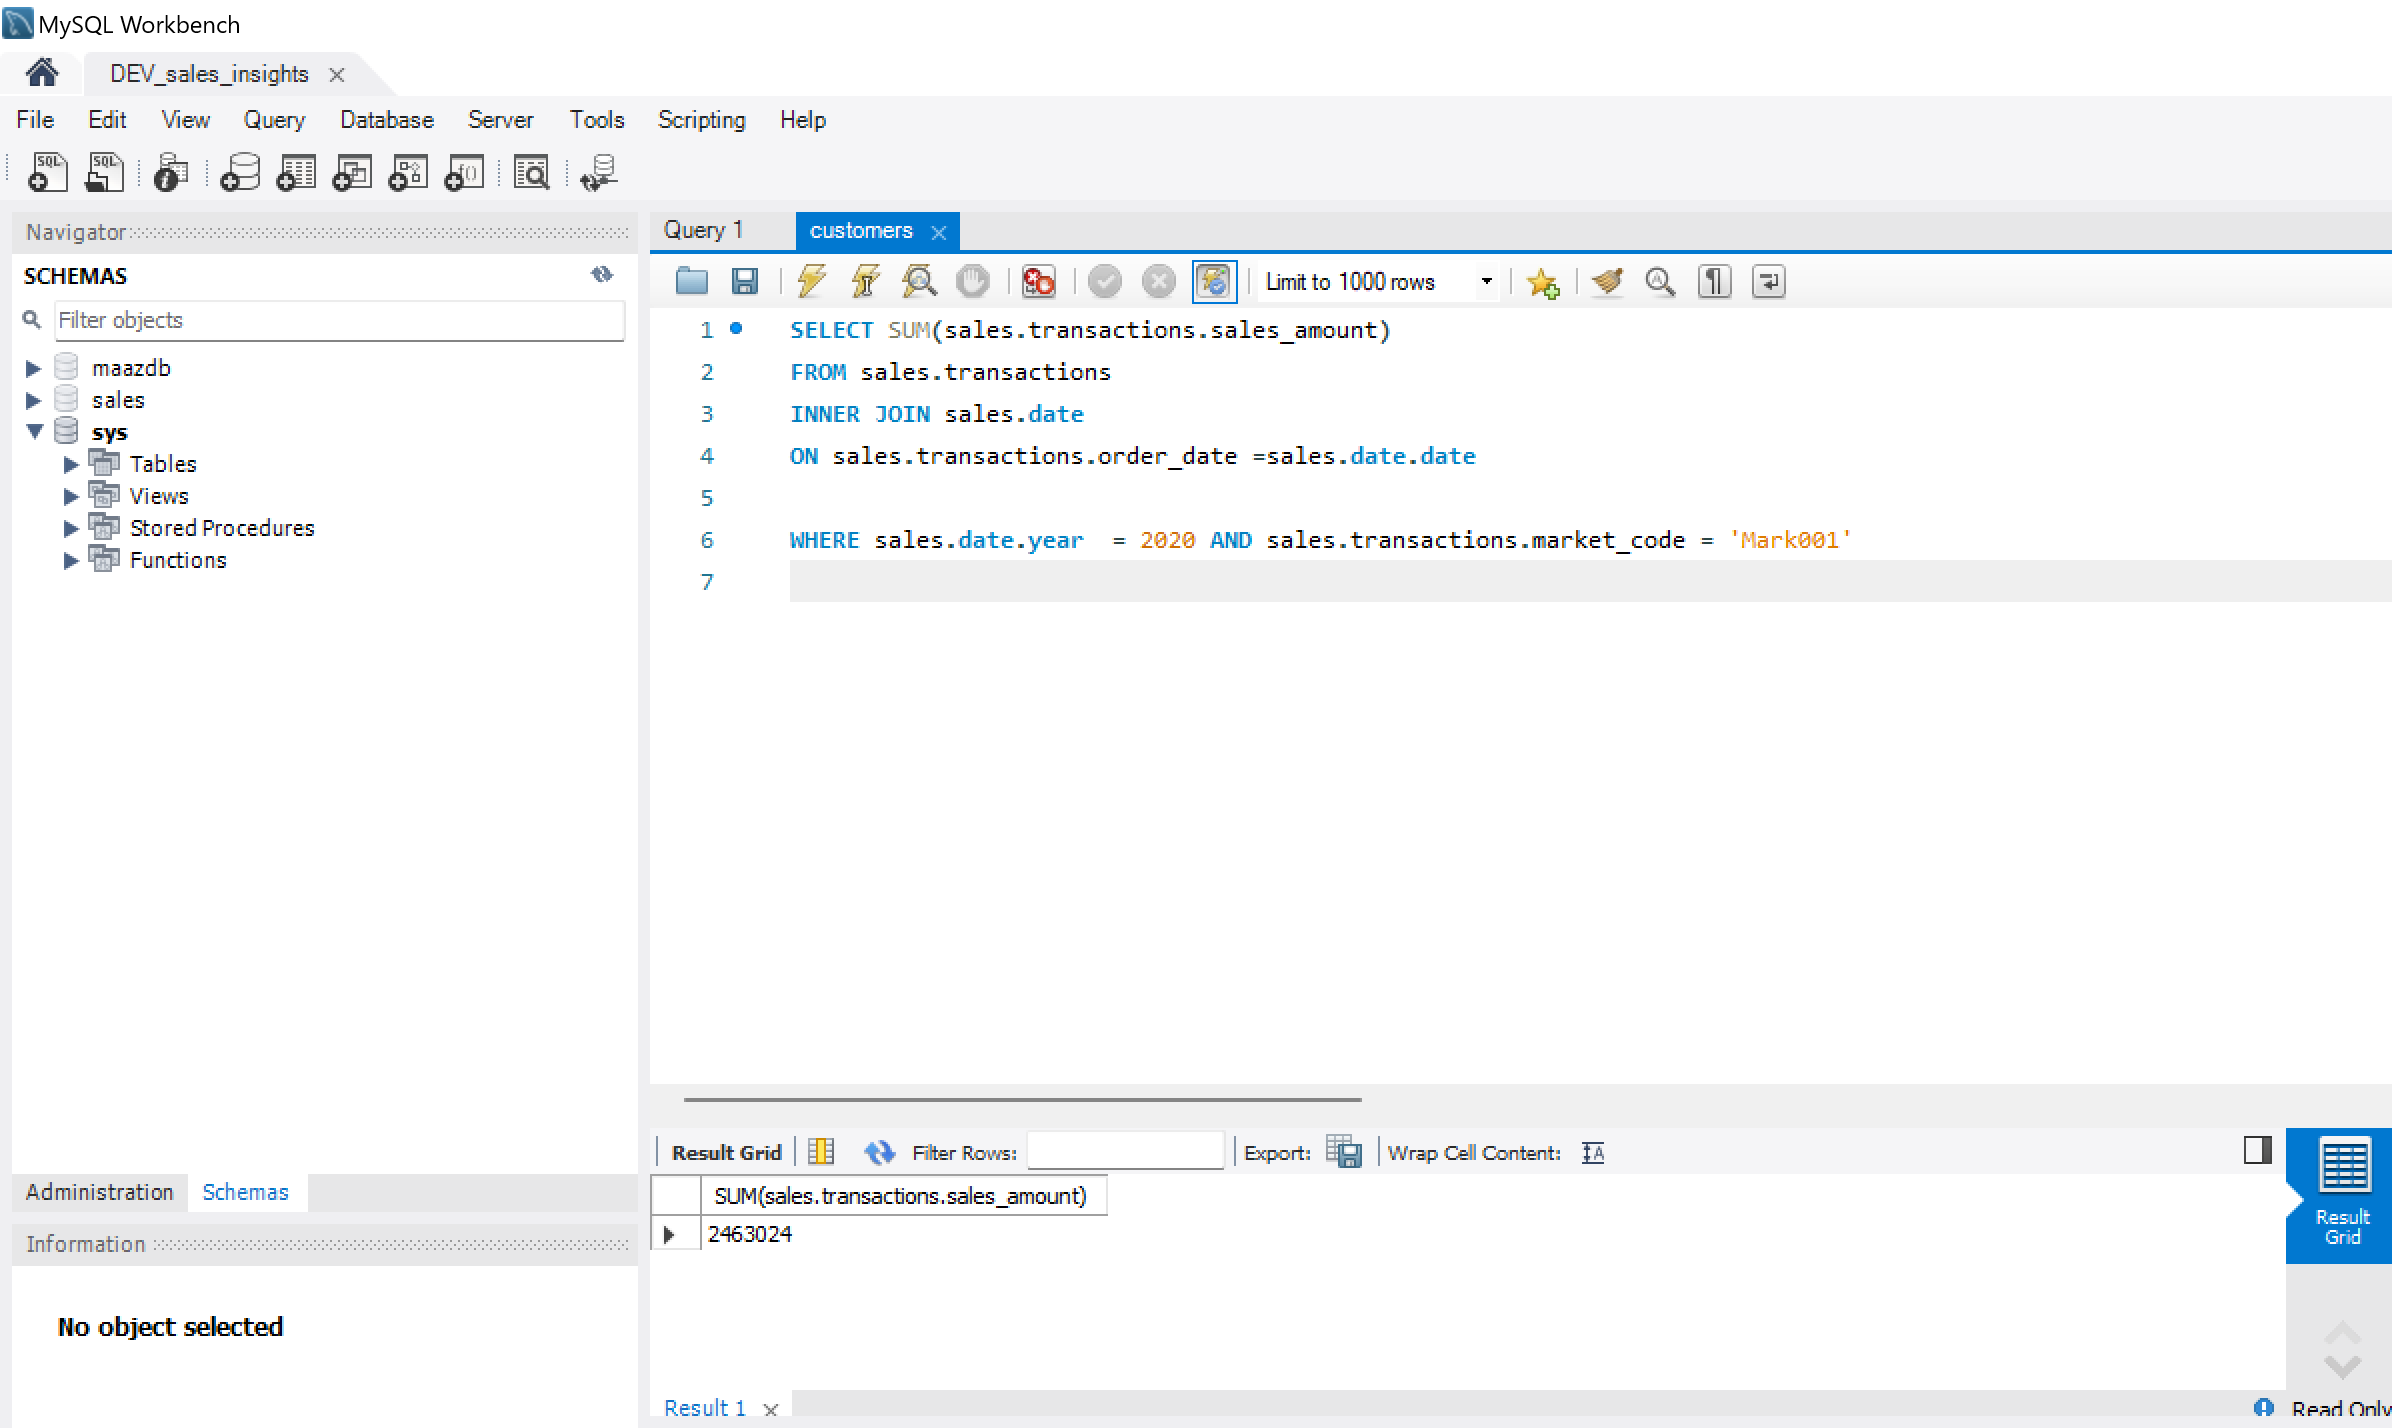 MySQL Workbench
DEV_sales_insights
File Edit View Query Database Server Tools Scripting Help
SQL SQL
Navigator
SCHEMAS
Filter objects
maazdb
sales
sys
Tables
Views
Stored Procedures
Functions
Administration Schemas
Information
No object selected
Query 1 customers
Limit to 1000 rows
1 SELECT SUM(sales.transactions.sales_amount)
2 FROM sales.transactions
3 INNER JOIN sales.date
4 ON sales.transactions.order_date =sales.date.date
5
6 WHERE sales.date.year  = 2020 AND sales.transactions.market_code = 'Mark001'
7
Result Grid Filter Rows: Export: Wrap Cell Content:
SUM(sales.transactions.sales_amount)
2463024
Result
Grid
Result 1
Read Only